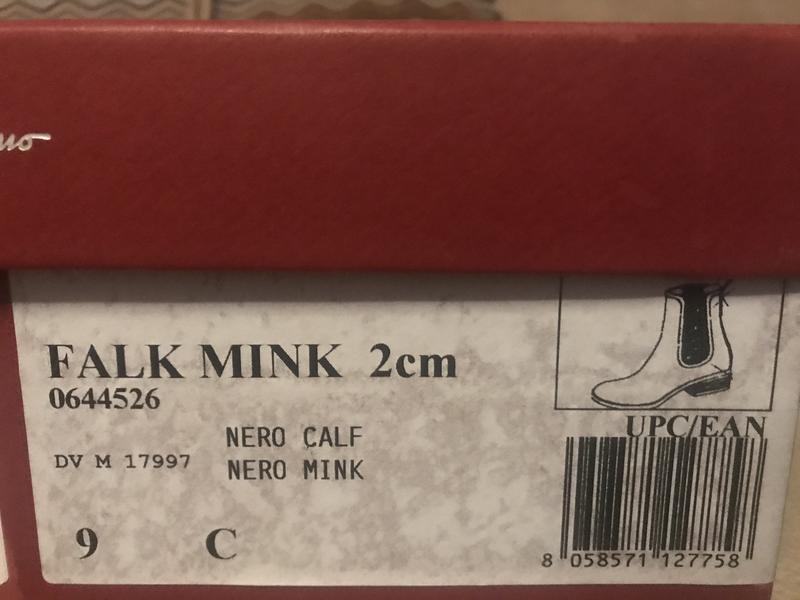 FALK MINK 2cm
0644526
NERO CALF
DV M 17997
NERO MINK
9 C
UPC/EAN
8 058571 127758